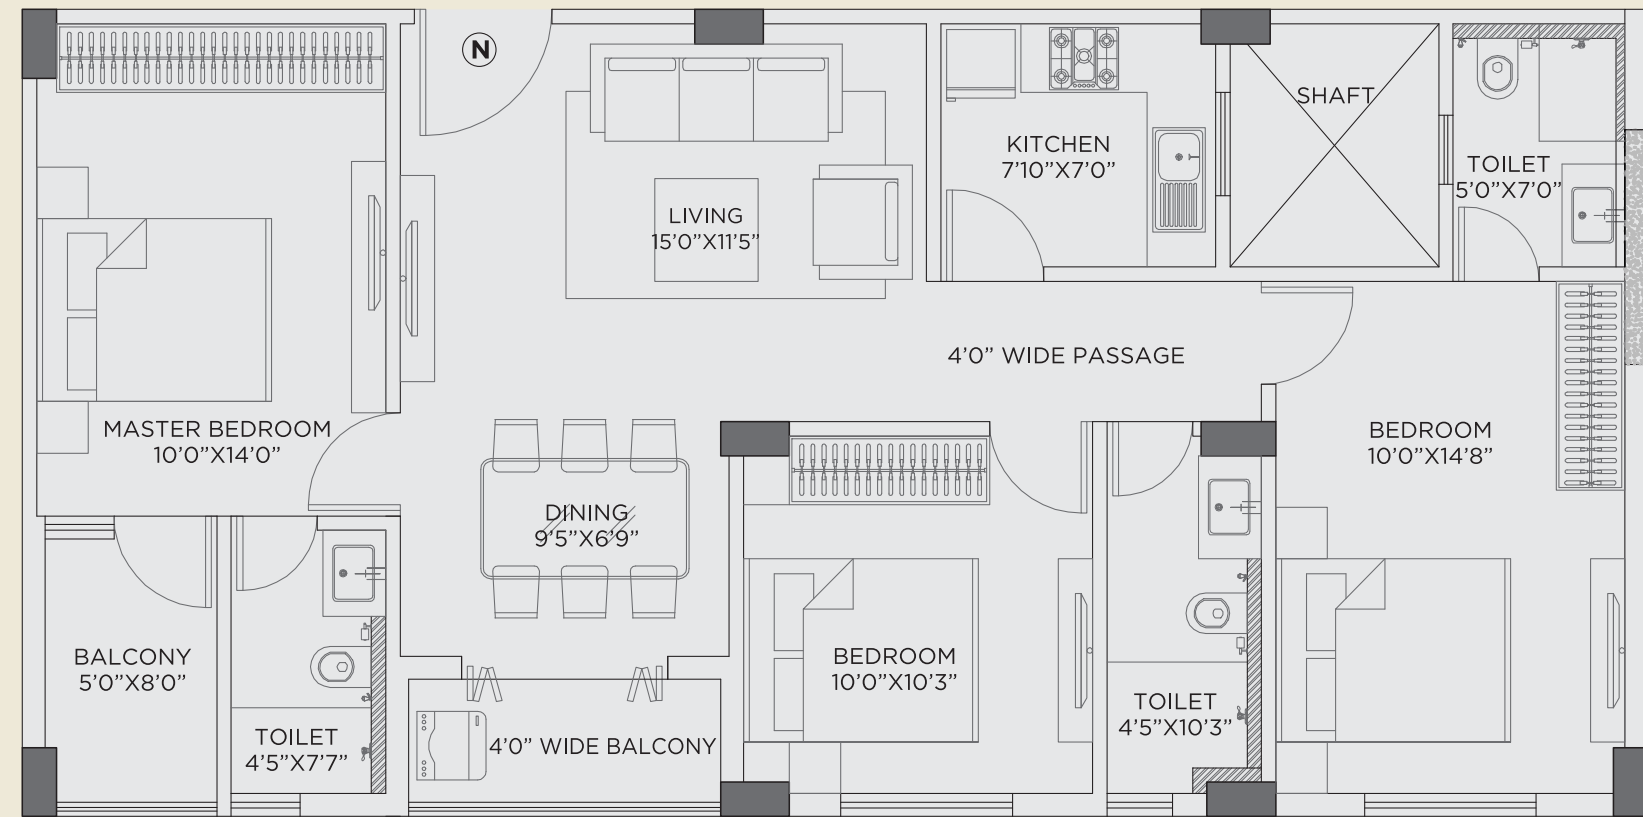 N
SHAFT
KITCHEN
7'10"X7'0"
TOILET
5'0"X7'0"
LIVING
15'0"X11'5"
4'0" WIDE PASSAGE
MASTER BEDROOM
10'0"X14'0"
BEDROOM
10'0"X14'8"
DINING
9'5"X6'9"
BALCONY
5'0"X8'0"
BEDROOM
10'0"X10'3"
TOILET
4'5"X10'3"
TOILET
4'5"X7'7"
4'0" WIDE BALCONY